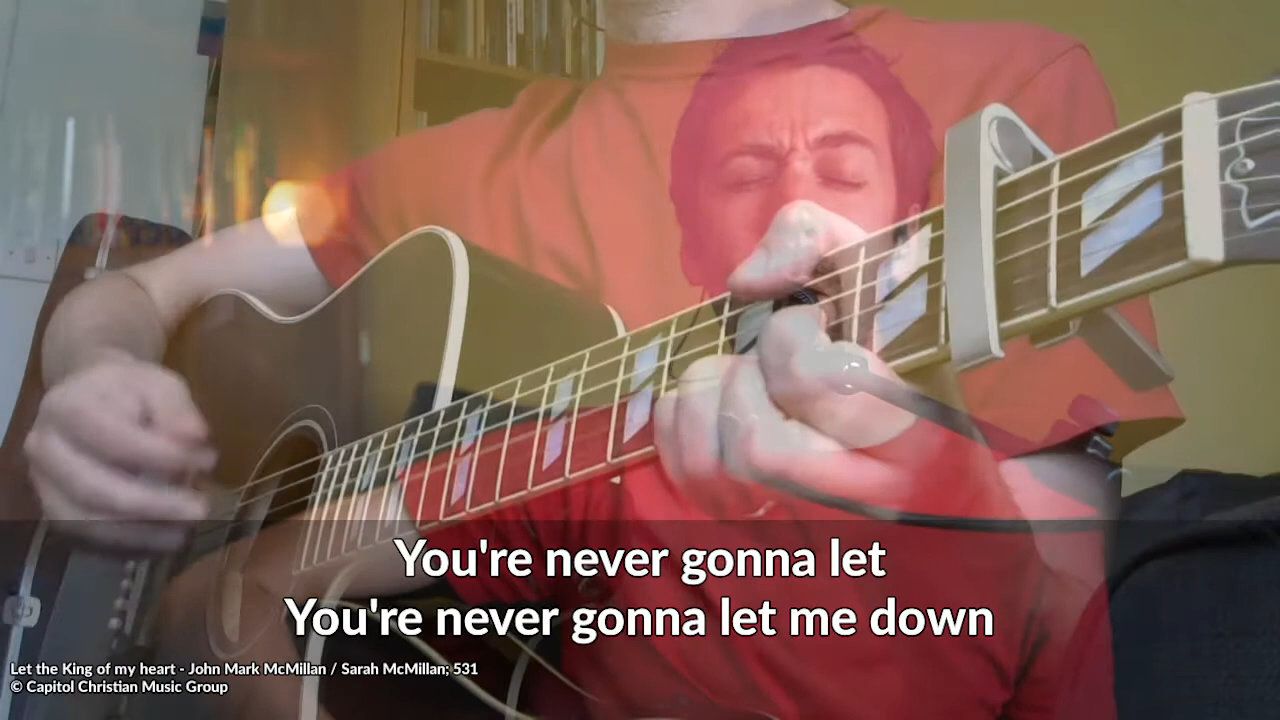 You're never gonna let
You're never gonna let me down
Let the King of my heart - John Mark McMillan / Sarah McMillan; 531
© Capitol Christian Music Group